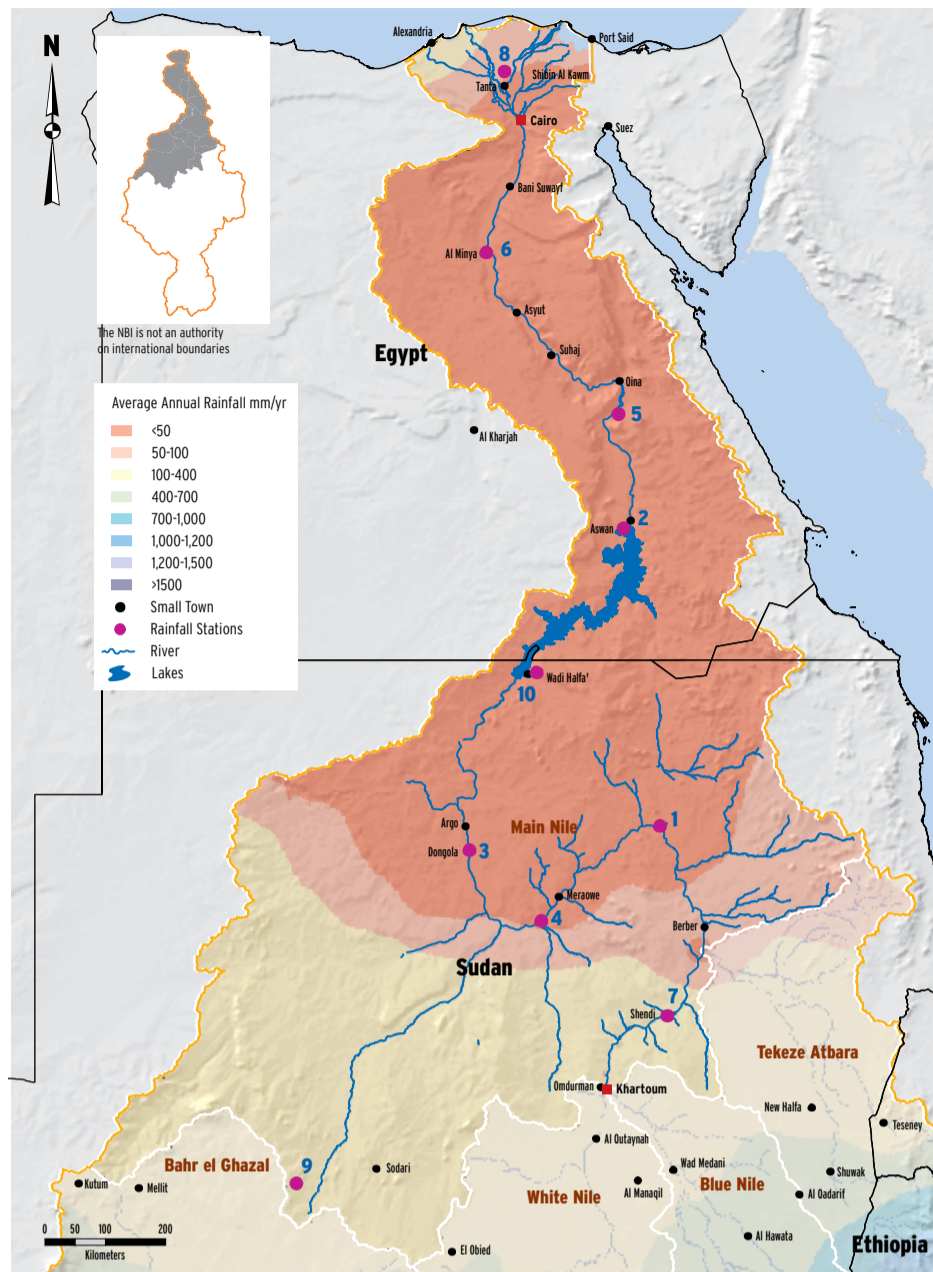 N
The NBI is not an authority
on international boundaries
Average Annual Rainfall mm/yr
<50
50-100
100-400
400-700
700-1,000
1,000-1,200
1,200-1,500
>1500
Small Town
Rainfall Stations
River
Lakes
Alexandria
Port Said
8
Shibin Al Kawm
Tanta
Cairo
Suez
Bani Suwayf
Al Minya
6
Asyut
Suhaj
Egypt
Qina
5
Al Kharjah
2
Aswan
Wadi Halfa'
10
1
Argo
Main Nile
Dongola
3
Meraowe
4
Berber
Sudan
7
Shendi
Tekeze Atbara
Omdurman
Khartoum
New Halfa
Teseney
Al Qutaynah
Bahr el Ghazal
9
Sodari
Wad Medani
Shuwak
Kutum
Mellit
White Nile
Al Manaqil
Blue Nile
Al Qadarif
0 50 100 200
Kilometers
El Obied
Al Hawata
Ethiopia